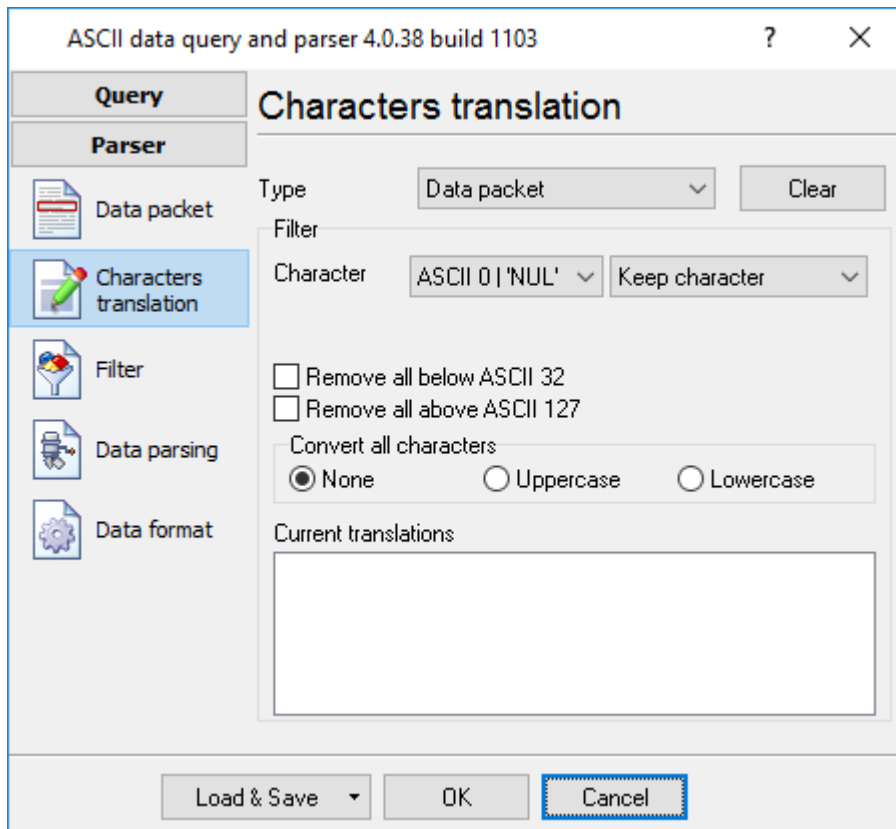 ASCII data query and parser 4.0.38 build 1103 ?
Query
Parser
Data packet
Characters
translation
Filter
Data parsing
Data format
Characters translation
Type Data packet Clear
Filter
Character ASCII 0 | 'NUL' Keep character
Remove all below ASCII 32
Remove all above ASCII 127
Convert all characters
None Uppercase Lowercase
Current translations
Load & Save OK Cancel